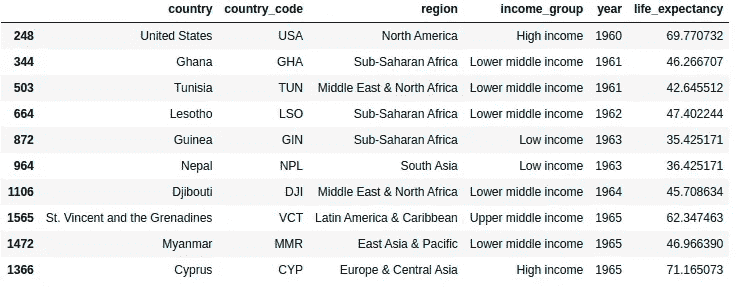 country country_code region income_group year life_expectancy
248 United States USA North America High income 1960 69.770732
344 Ghana GHA Sub-Saharan Africa Lower middle income 1961 46.266707
503 Tunisia TUN Middle East & North Africa Lower middle income 1961 42.645512
664 Lesotho LSO Sub-Saharan Africa Lower middle income 1962 47.402244
872 Guinea GIN Sub-Saharan Africa Low income 1963 35.425171
964 Nepal NPL South Asia Low income 1963 36.425171
1106 Djibouti DJI Middle East & North Africa Lower middle income 1964 45.708634
1565 St. Vincent and the Grenadines VCT Latin America & Caribbean Upper middle income 1965 62.347463
1472 Myanmar MMR East Asia & Pacific Lower middle income 1965 46.966390
1366 Cyprus CYP Europe & Central Asia High income 1965 71.165073